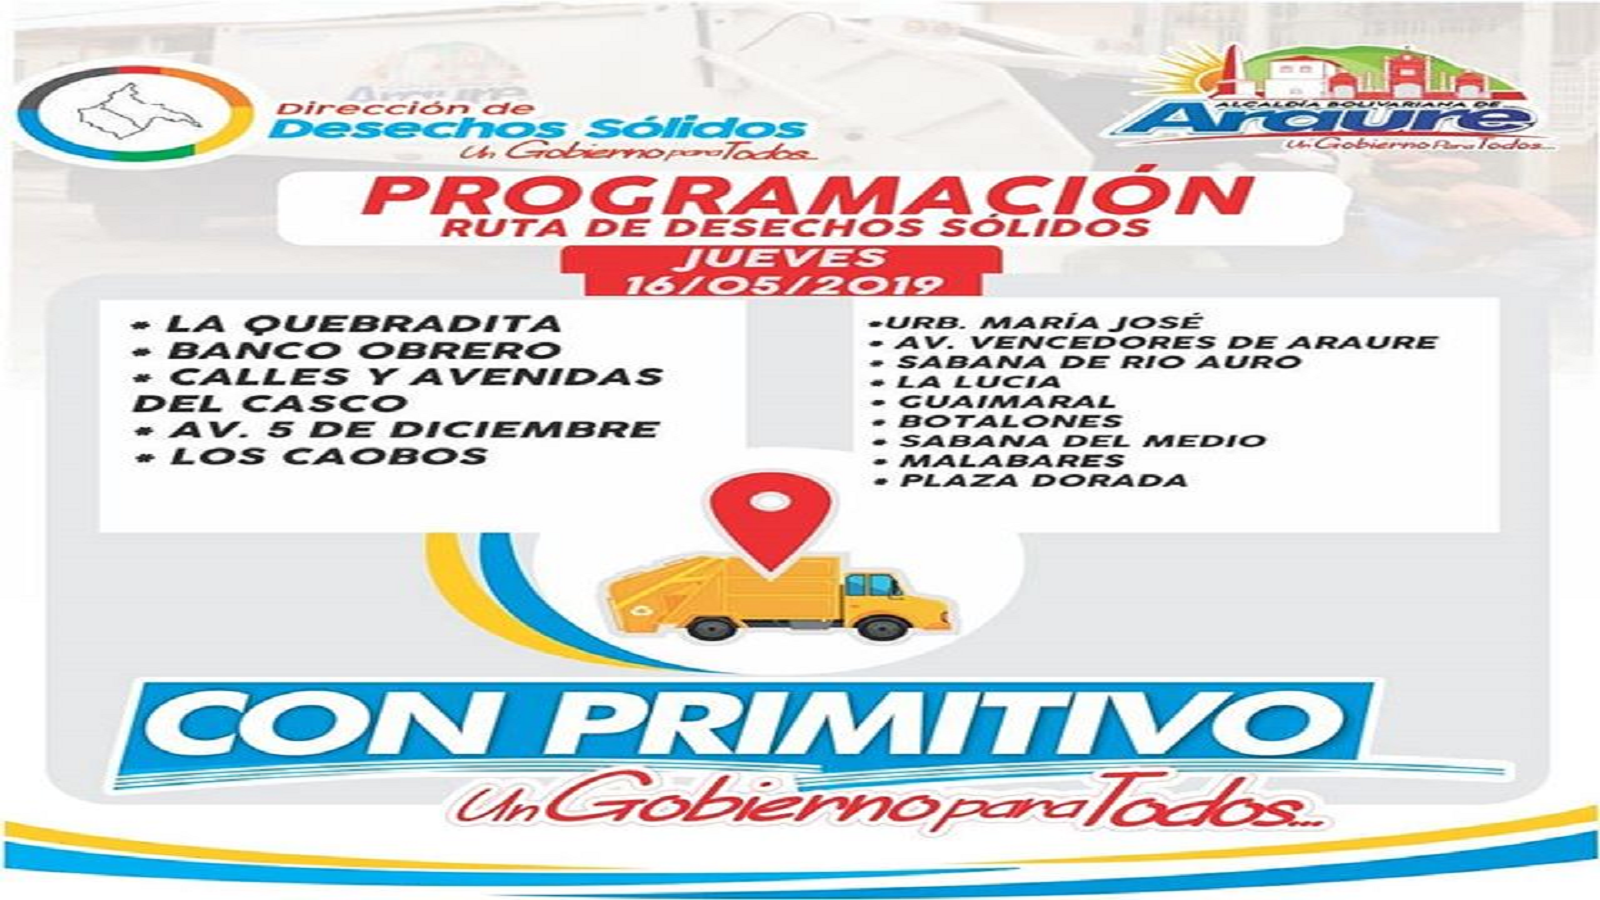 Dirección de
Desechos Sólidos
Un Gobierno para Todos...
ALCALDÍA BOLIVARIANA DE
Araure
Un Gobierno Para Todos...
PROGRAMACIÓN
RUTA DE DESECHOS SÓLIDOS
JUEVES
16/05/2019
* LA QUEBRADITA
* BANCO OBRERO
* CALLES Y AVENIDAS
DEL CASCO
* AV. 5 DE DICIEMBRE
* LOS CAOBOS
*URB. MARÍA JOSÉ
* AV. VENCEDORES DE ARAURE
* SABANA DE RIO AURO
* LA LUCIA
* GUAIMARAL
* BOTALONES
* SABANA DEL MEDIO
* MALABARES
* PLAZA DORADA
CON PRIMITIVO
Un Gobierno para Todos...